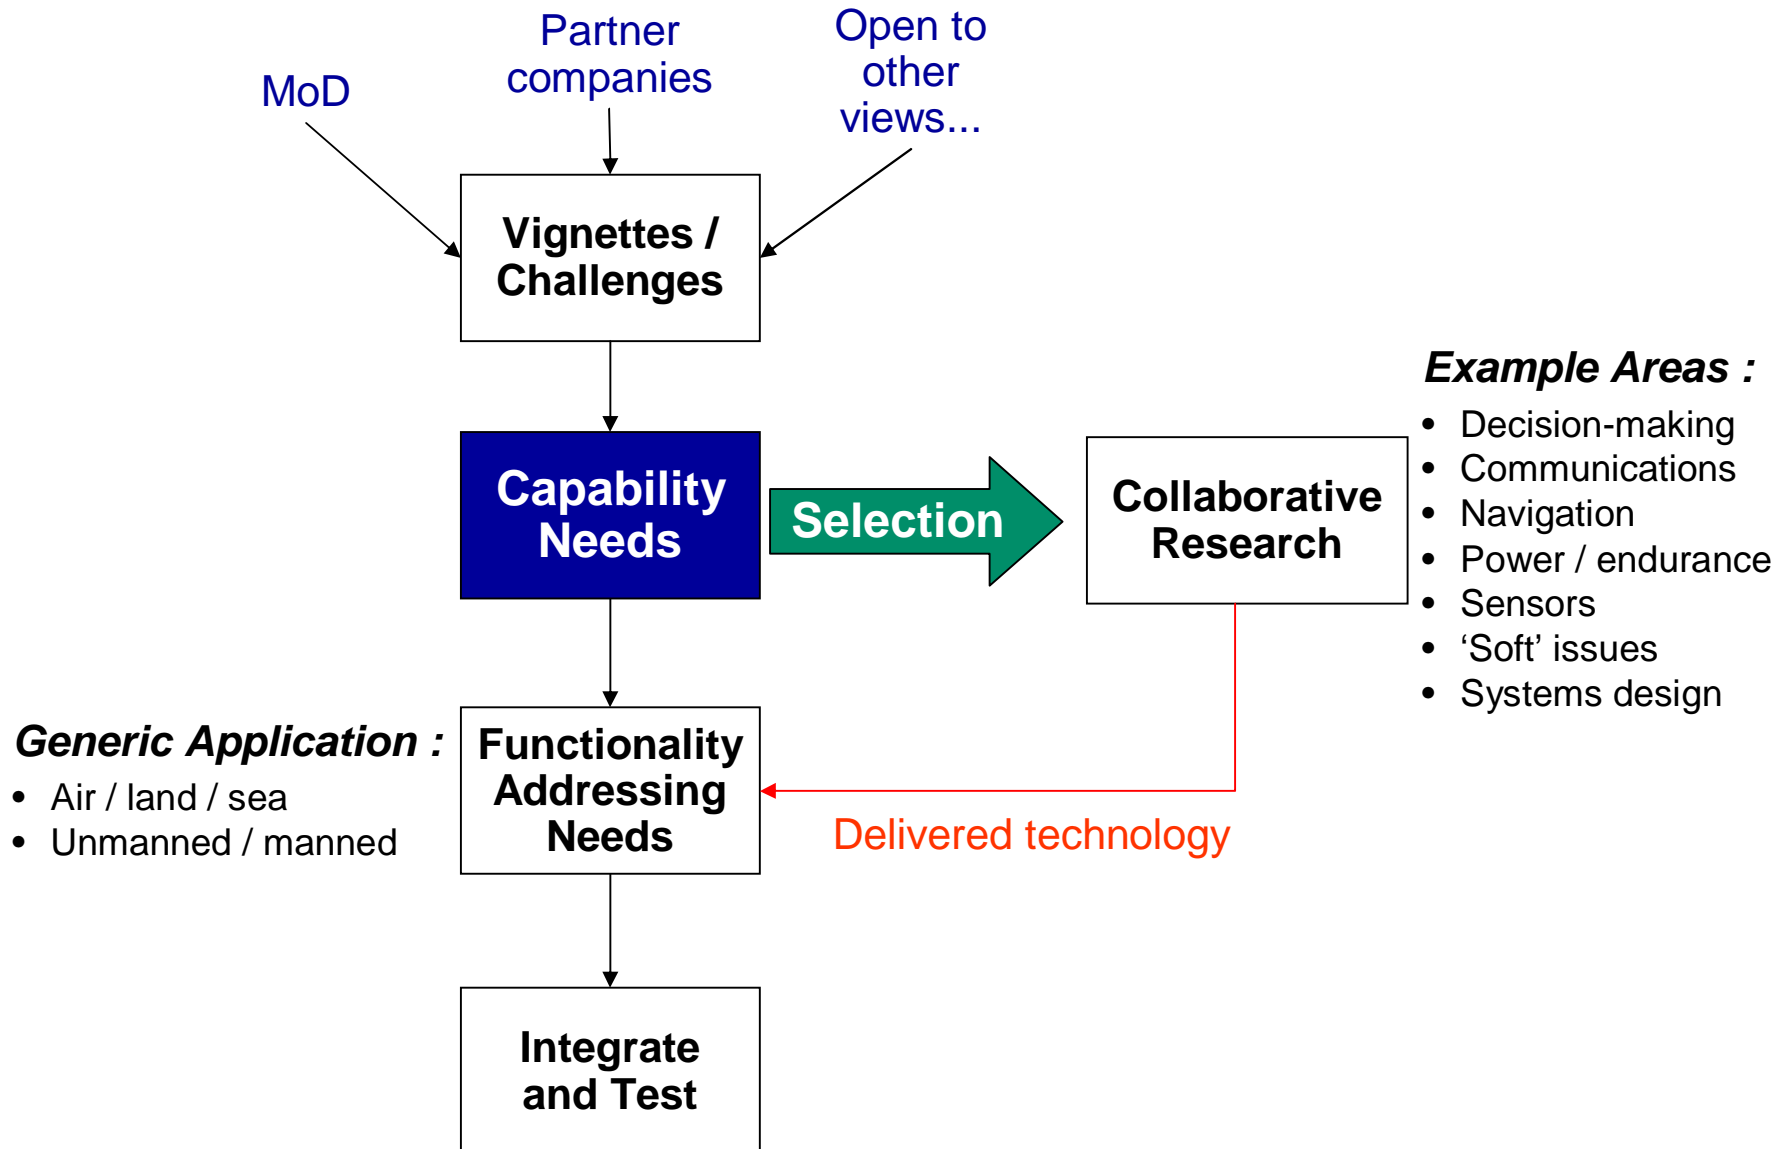 MoD
Partner
companies
Open to
other
views...
Vignettes /
Challenges
Capability
Needs
Selection
Collaborative
Research
Example Areas :
• Decision-making
• Communications
• Navigation
• Power / endurance
• Sensors
• ‘Soft’ issues
• Systems design
Generic Application :
• Air / land / sea
• Unmanned / manned
Functionality
Addressing
Needs
Delivered technology
Integrate
and Test